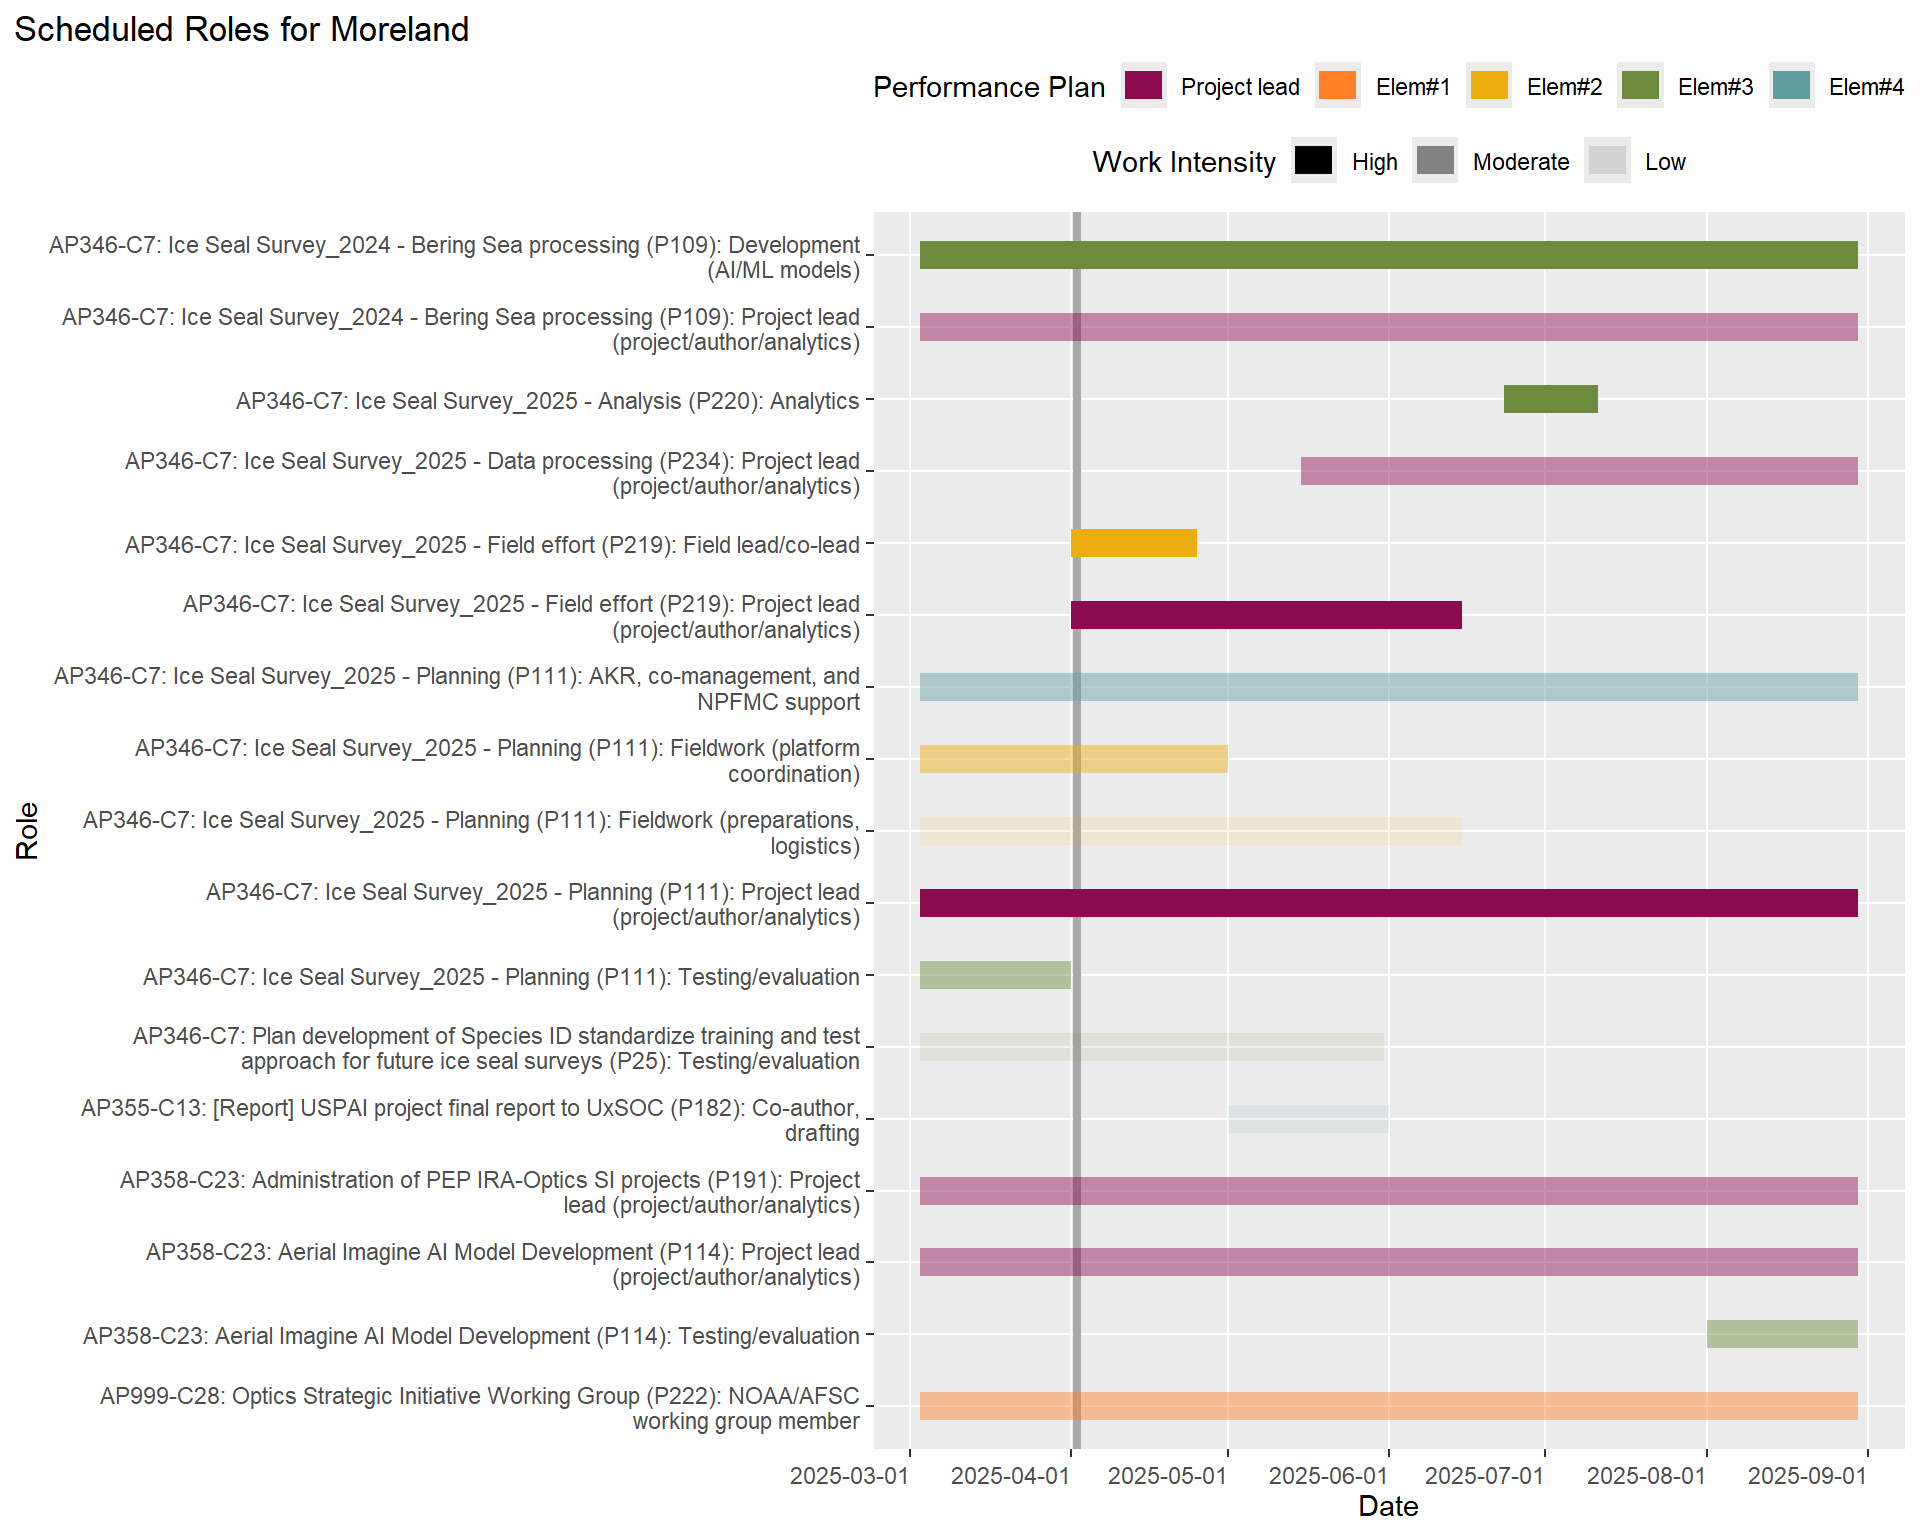 Scheduled Roles for Moreland
Performance Plan Project lead Elem#1 Elem#2 Elem#3 Elem#4
Work Intensity High Moderate Low
AP346-C7: Ice Seal Survey_2024 - Bering Sea processing (P109): Development
(AI/ML models)
AP346-C7: Ice Seal Survey_2024 - Bering Sea processing (P109): Project lead
(project/author/analytics)
AP346-C7: Ice Seal Survey_2025 - Analysis (P220): Analytics
AP346-C7: Ice Seal Survey_2025 - Data processing (P234): Project lead
(project/author/analytics)
AP346-C7: Ice Seal Survey_2025 - Field effort (P219): Field lead/co-lead
AP346-C7: Ice Seal Survey_2025 - Field effort (P219): Project lead
(project/author/analytics)
AP346-C7: Ice Seal Survey_2025 - Planning (P111): AKR, co-management, and
NPFMC support
AP346-C7: Ice Seal Survey_2025 - Planning (P111): Fieldwork (platform
coordination)
AP346-C7: Ice Seal Survey_2025 - Planning (P111): Fieldwork (preparations,
logistics)
AP346-C7: Ice Seal Survey_2025 - Planning (P111): Project lead
(project/author/analytics)
AP346-C7: Ice Seal Survey_2025 - Planning (P111): Testing/evaluation
AP346-C7: Plan development of Species ID standardize training and test
approach for future ice seal surveys (P25): Testing/evaluation
AP355-C13: [Report] USPAI project final report to UxSOC (P182): Co-author,
drafting
AP358-C23: Administration of PEP IRA-Optics SI projects (P191): Project
lead (project/author/analytics)
AP358-C23: Aerial Imagine AI Model Development (P114): Project lead
(project/author/analytics)
AP358-C23: Aerial Imagine AI Model Development (P114): Testing/evaluation
AP999-C28: Optics Strategic Initiative Working Group (P222): NOAA/AFSC
working group member
Role
2025-03-01 2025-04-01 2025-05-01 2025-06-01 2025-07-01 2025-08-01 2025-09-01
Date